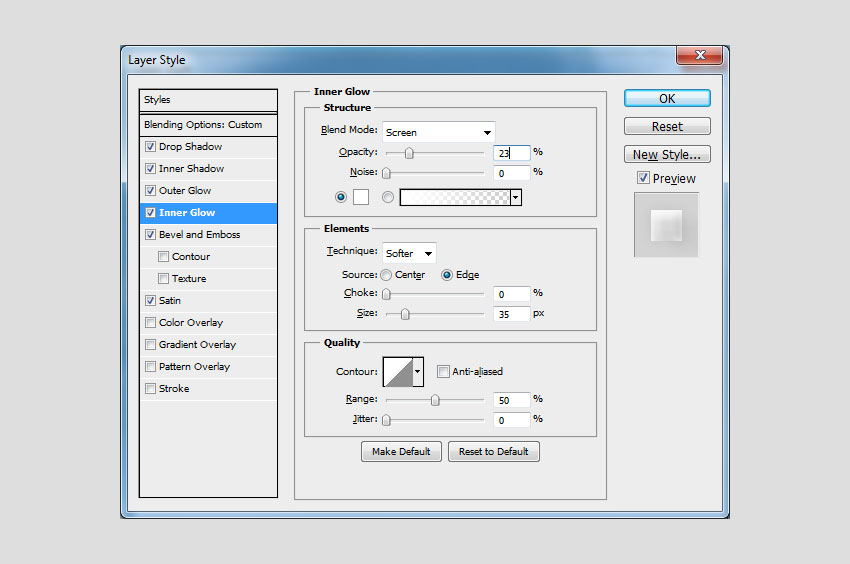 Layer Style
Styles
Blending Options: Custom
Drop Shadow
Inner Shadow
Outer Glow
Inner Glow
Bevel and Emboss
Contour
Texture
Satin
Color Overlay
Gradient Overlay
Pattern Overlay
Stroke
Inner Glow
Structure
Blend Mode: Screen
Opacity: 23 %
Noise: 0 %
Elements
Technique: Softer
Source: Center Edge
Choke: 0 %
Size: 35 px
Quality
Contour: Anti-aliased
Range: 50 %
Jitter: 0 %
Make Default Reset to Default
OK
Reset
New Style...
Preview